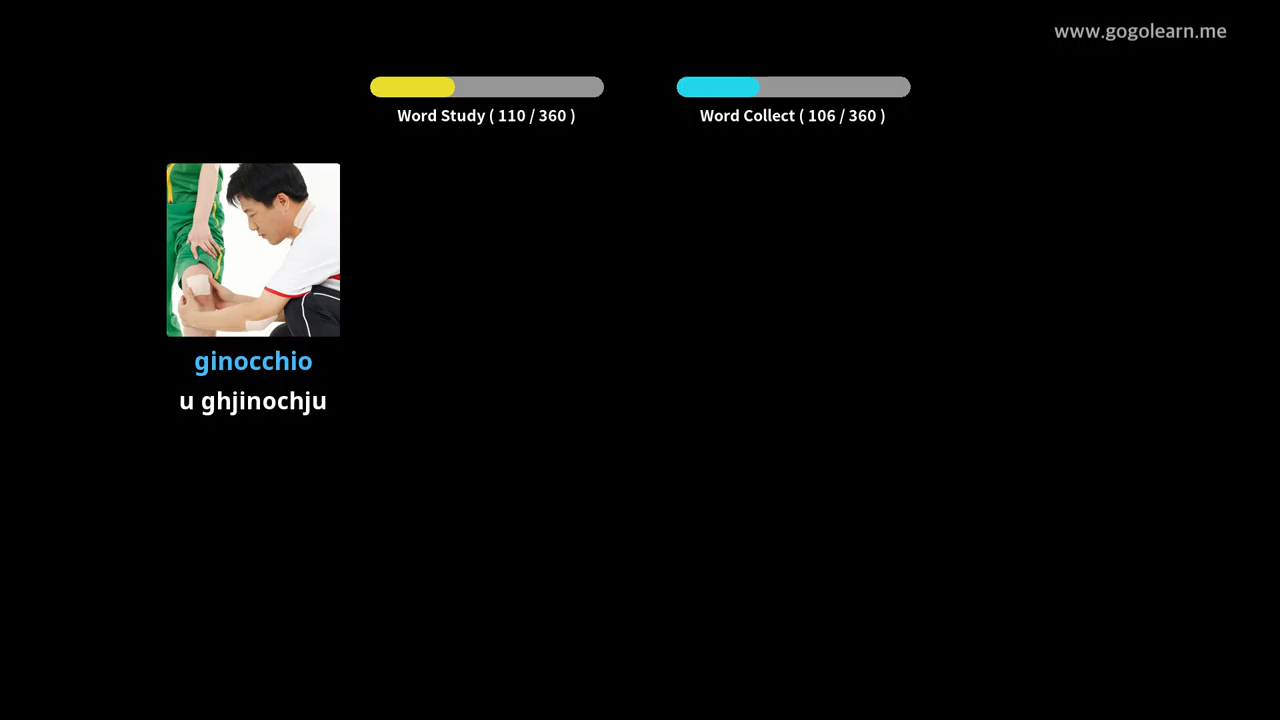 www.gogolearn.me
Word Study ( 110 / 360 )
Word Collect ( 106 / 360 )
ginocchio
u ghjinochju